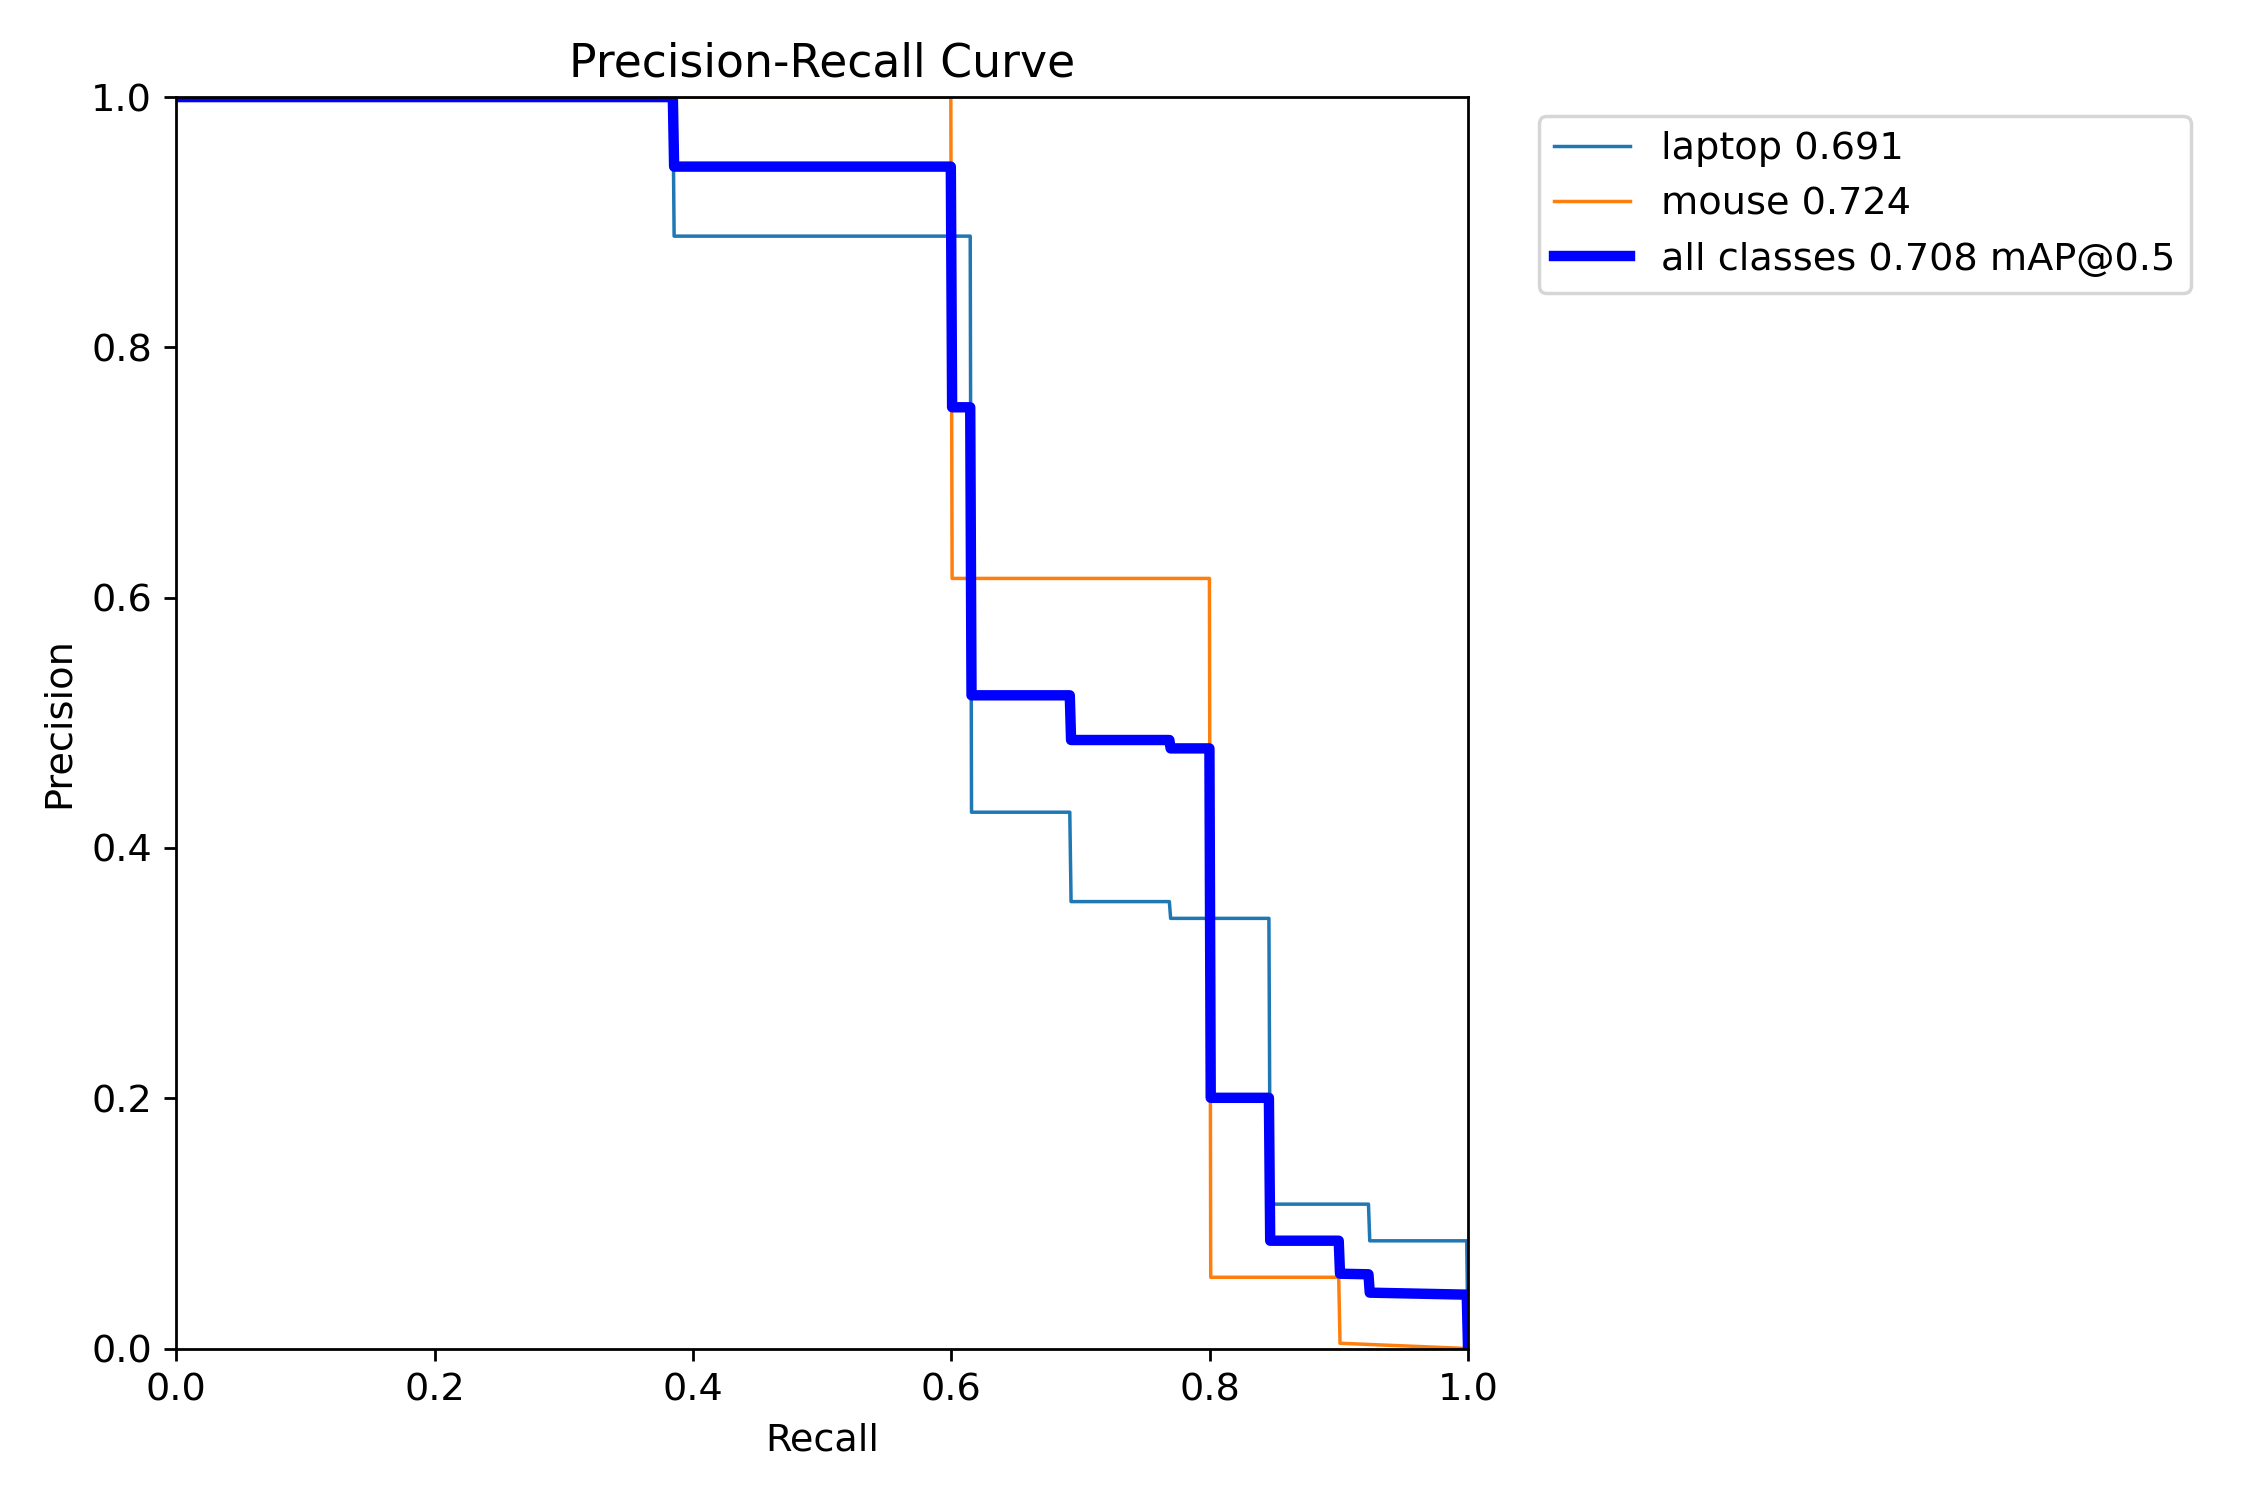 Precision-Recall Curve
1.0
0.8
0.6
0.4
0.2
0.0
Precision
0.0 0.2 0.4 0.6 0.8 1.0
Recall
laptop 0.691
mouse 0.724
all classes 0.708 mAP@0.5